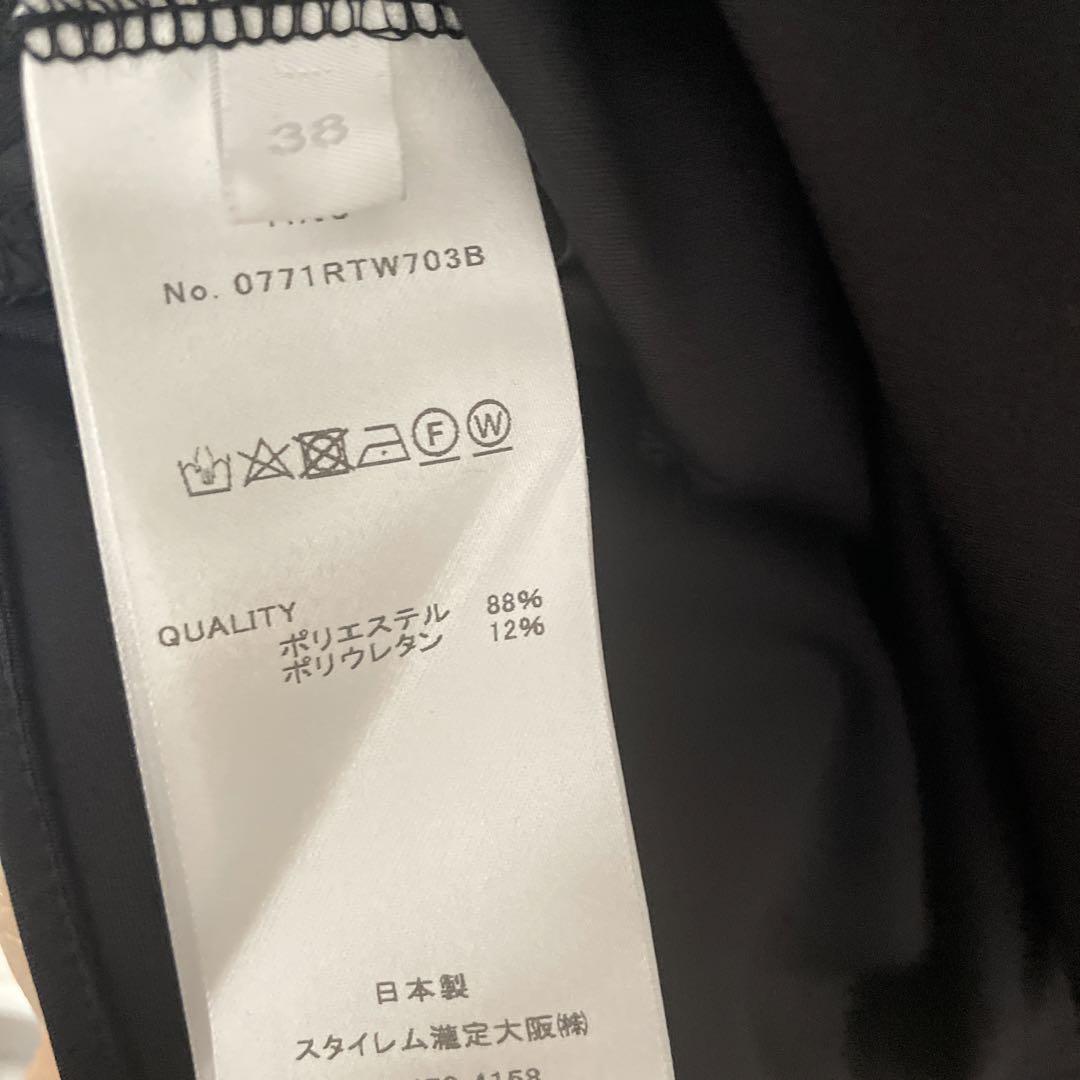 38
No. 0771RTW703B
F W
QUALITY
ポリエステル 88%
ポリウレタン 12%
日本製
スタイレム瀧定大阪㈱
4158